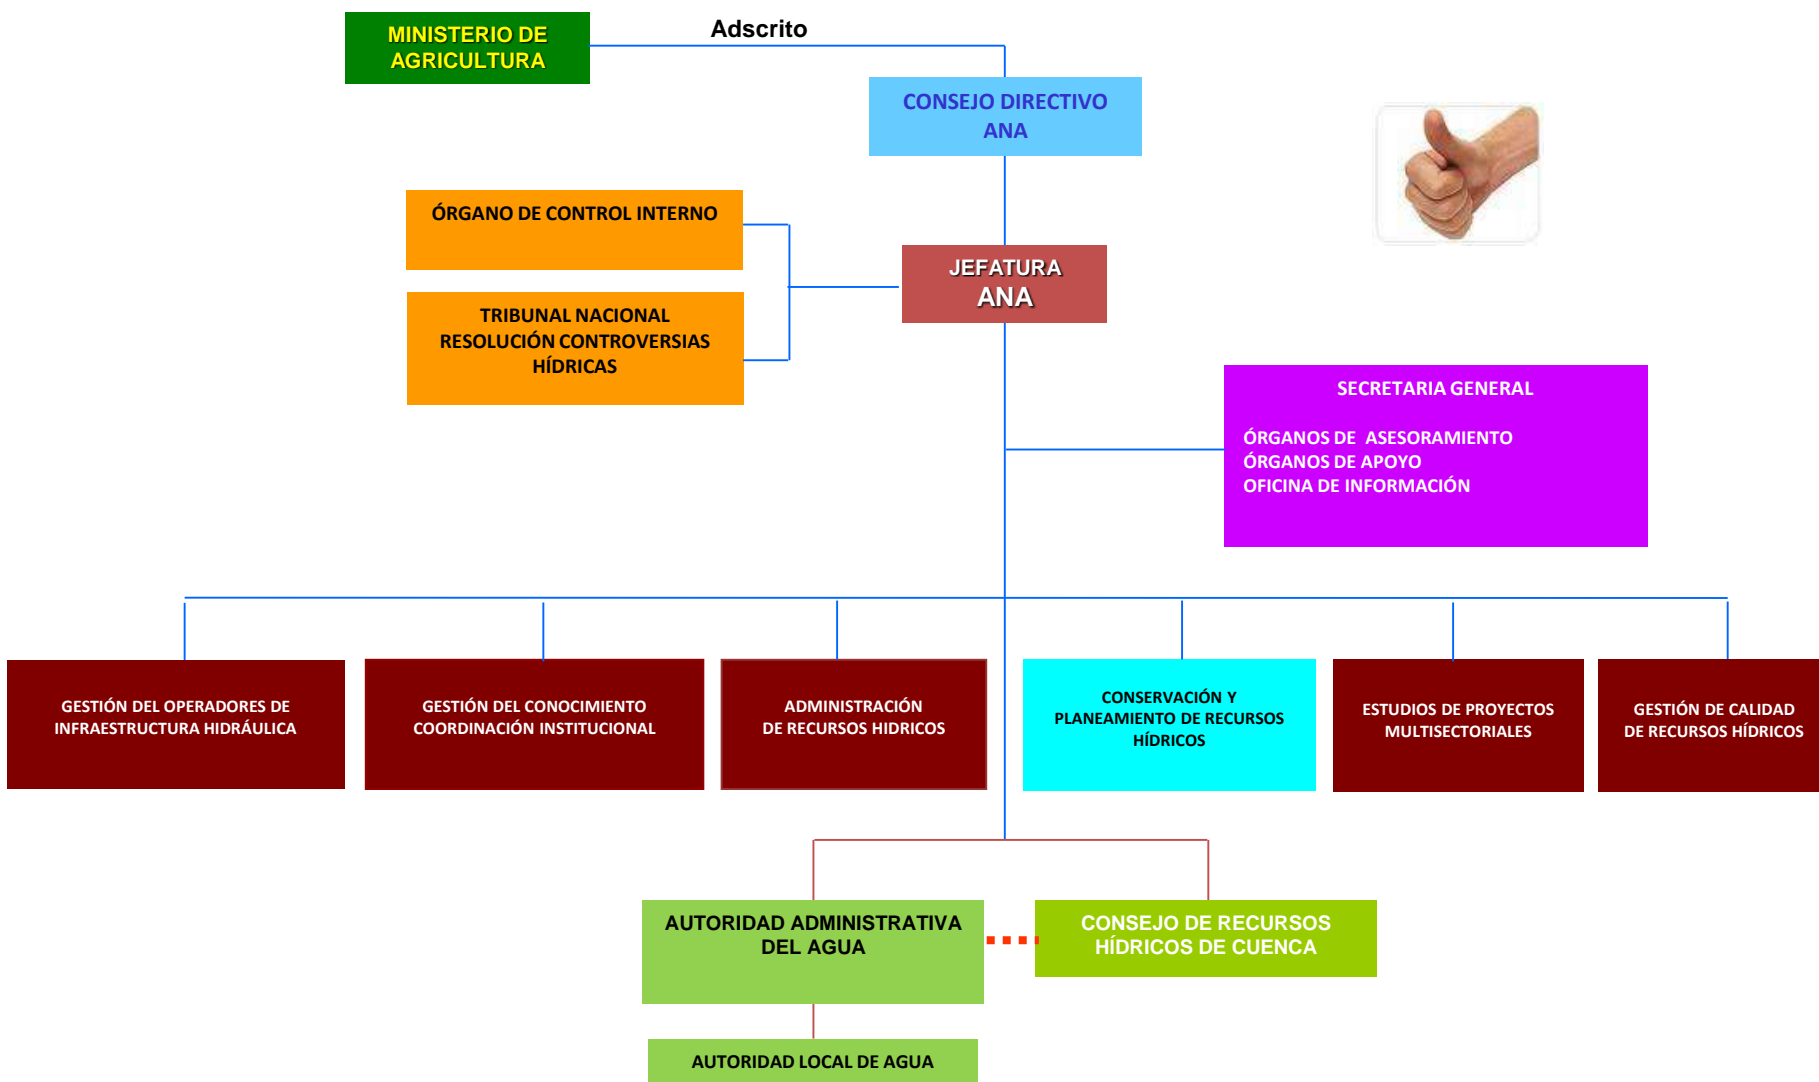 MINISTERIO DE
AGRICULTURA
Adscrito
CONSEJO DIRECTIVO
ANA
ÓRGANO DE CONTROL INTERNO
JEFATURA
ANA
TRIBUNAL NACIONAL
RESOLUCIÓN CONTROVERSIAS
HÍDRICAS
SECRETARIA GENERAL
ÓRGANOS DE ASESORAMIENTO
ÓRGANOS DE APOYO
OFICINA DE INFORMACIÓN
GESTIÓN DEL OPERADORES DE
INFRAESTRUCTURA HIDRÁULICA
GESTIÓN DEL CONOCIMIENTO
COORDINACIÓN INSTITUCIONAL
ADMINISTRACIÓN
DE RECURSOS HIDRICOS
CONSERVACIÓN Y
PLANEAMIENTO DE RECURSOS
HÍDRICOS
ESTUDIOS DE PROYECTOS
MULTISECTORIALES
GESTIÓN DE CALIDAD
DE RECURSOS HÍDRICOS
AUTORIDAD ADMINISTRATIVA
DEL AGUA
CONSEJO DE RECURSOS
HÍDRICOS DE CUENCA
AUTORIDAD LOCAL DE AGUA